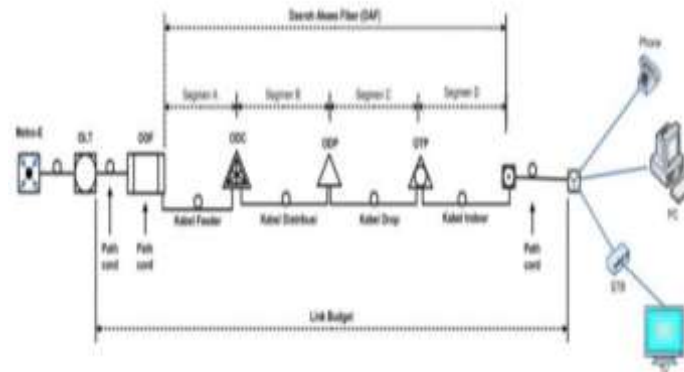 Daerah Akses Fiber (DAF)
Segmen A
Segmen B
Segmen C
Segmen D
Phone
Metro-E
OLT
ODF
ODC
ODP
OTP
Kabel Feeder
Kabel Distribusi
Kabel Drop
Kabel Indoor
PC
Path
cord
Path
cord
Path
cord
STB
Link Budget